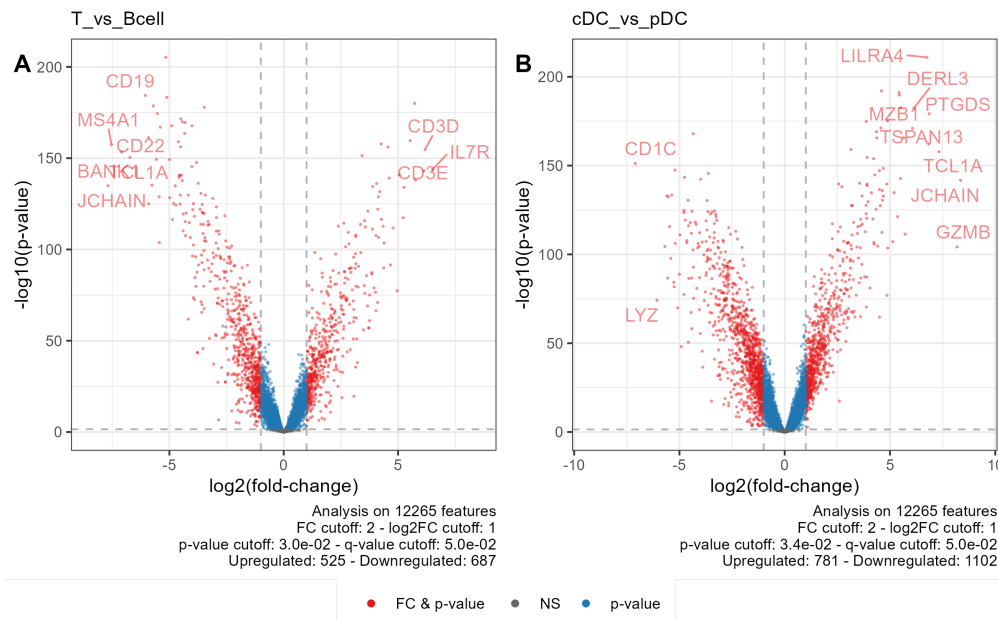 T_vs_Bcell
A
-log10(p-value)
200
150
100
50
0
CD19
MS4A1
CD22
BANK1
TCL1A
JCHAIN
CD3D
IL7R
CD3E
-5
0
5
log2(fold-change)
Analysis on 12265 features
FC cutoff: 2 - log2FC cutoff: 1
p-value cutoff: 3.0e-02 - q-value cutoff: 5.0e-02
Upregulated: 525 - Downregulated: 687
cDC_vs_pDC
B
-log10(p-value)
200
150
100
50
0
LILRA4
DERL3
PTGDS
MZB1
TSPAN13
CD1C
TCL1A
JCHAIN
GZMB
LYZ
-10
-5
0
5
10
log2(fold-change)
Analysis on 12265 features
FC cutoff: 2 - log2FC cutoff: 1
p-value cutoff: 3.4e-02 - q-value cutoff: 5.0e-02
Upregulated: 781 - Downregulated: 1102
FC & p-value
NS
p-value